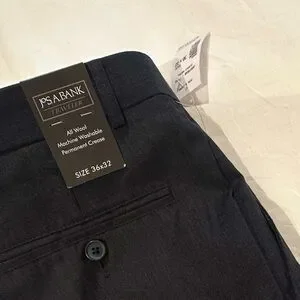 JOS.A.BANK
TRAVELER
All Wool
Machine Washable
Permanent Crease
SIZE 36x32